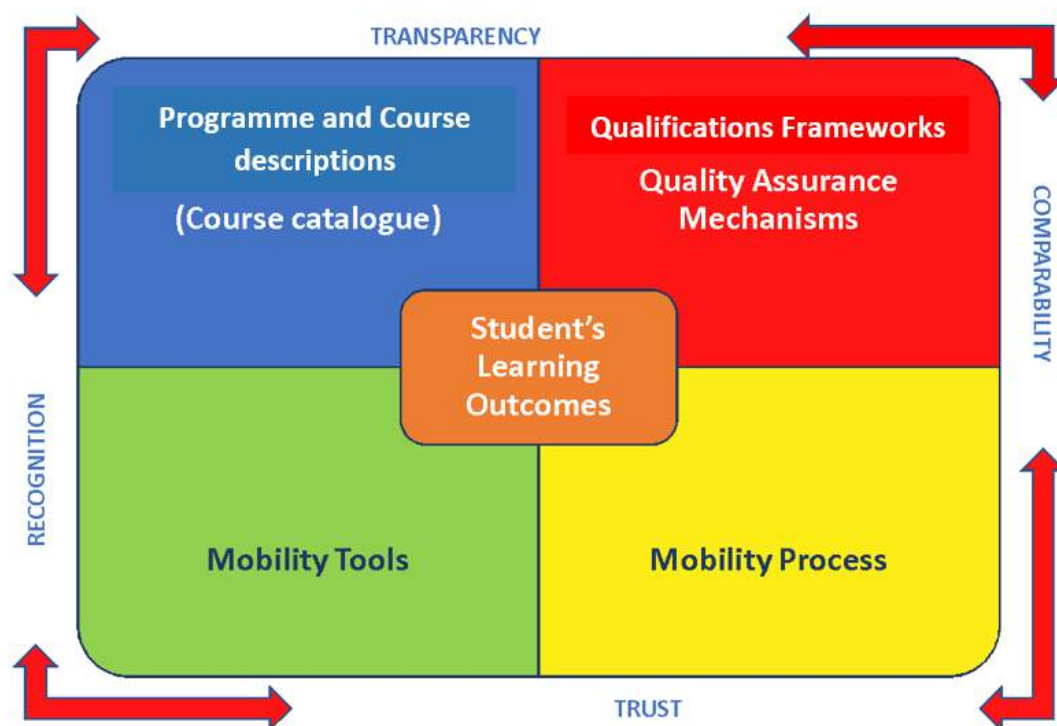 TRANSPARENCY
Programme and Course
descriptions
(Course catalogue)
Qualifications Frameworks
Quality Assurance
Mechanisms
COMPARABILITY
Student’s
Learning
Outcomes
RECOGNITION
Mobility Tools
Mobility Process
TRUST